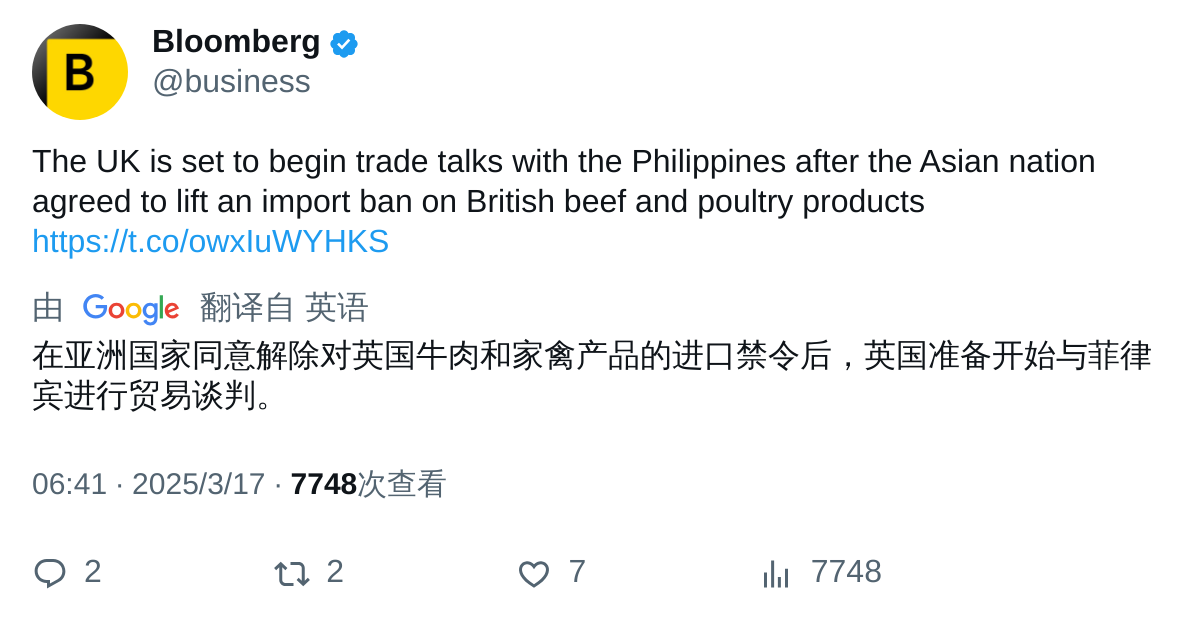 B
Bloomberg
@business
The UK is set to begin trade talks with the Philippines after the Asian nation
agreed to lift an import ban on British beef and poultry products
https://t.co/owxIuWYHKS
由 Google 翻译自 英语
在亚洲国家同意解除对英国牛肉和家禽产品的进口禁令后，英国准备开始与菲律
宾进行贸易谈判。
06:41 · 2025/3/17 · 7748次查看
2 2 7 7748